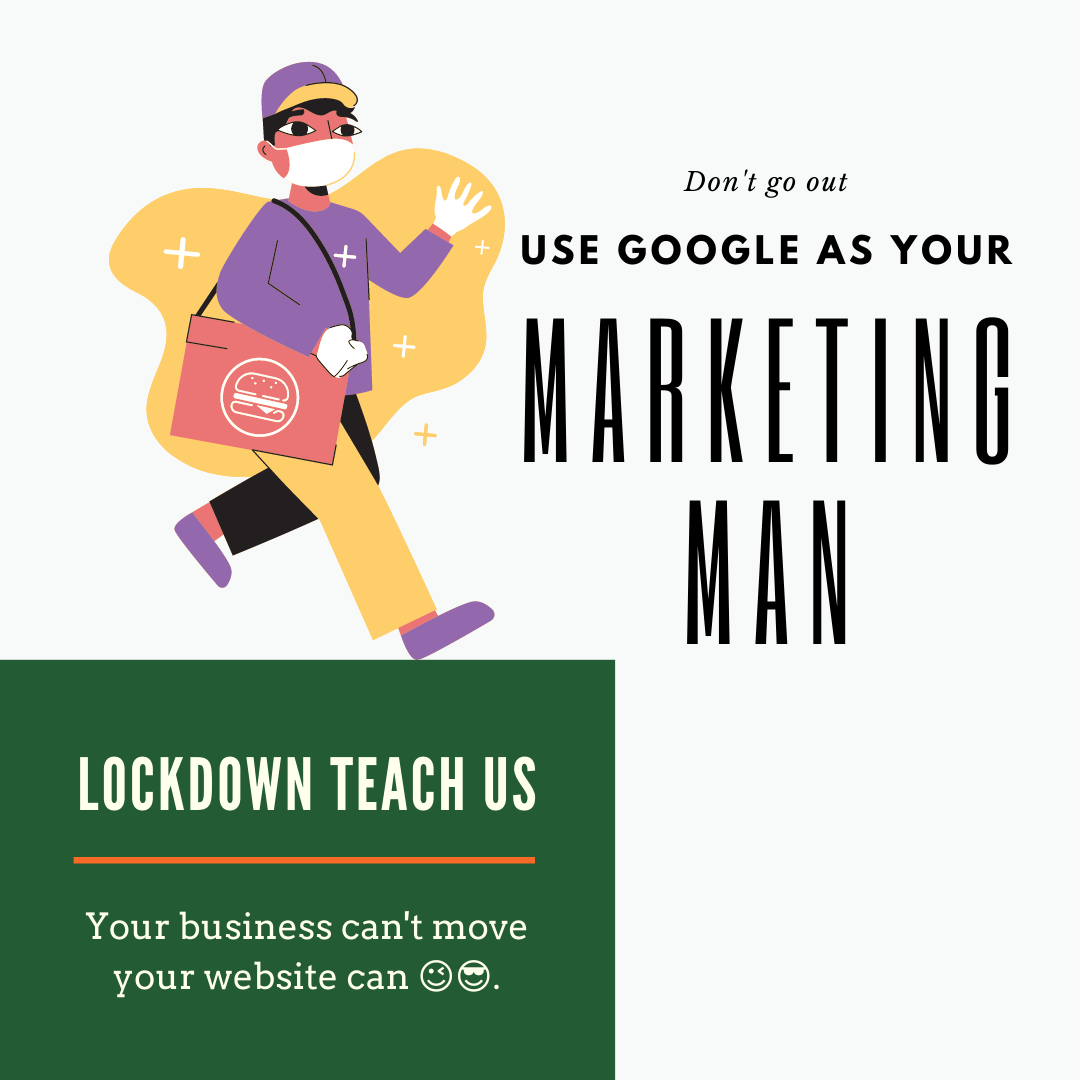 Don't go out
USE GOOGLE AS YOUR
MARKETING
MAN
LOCKDOWN TEACH US
Your business can't move
your website can 😉😎.